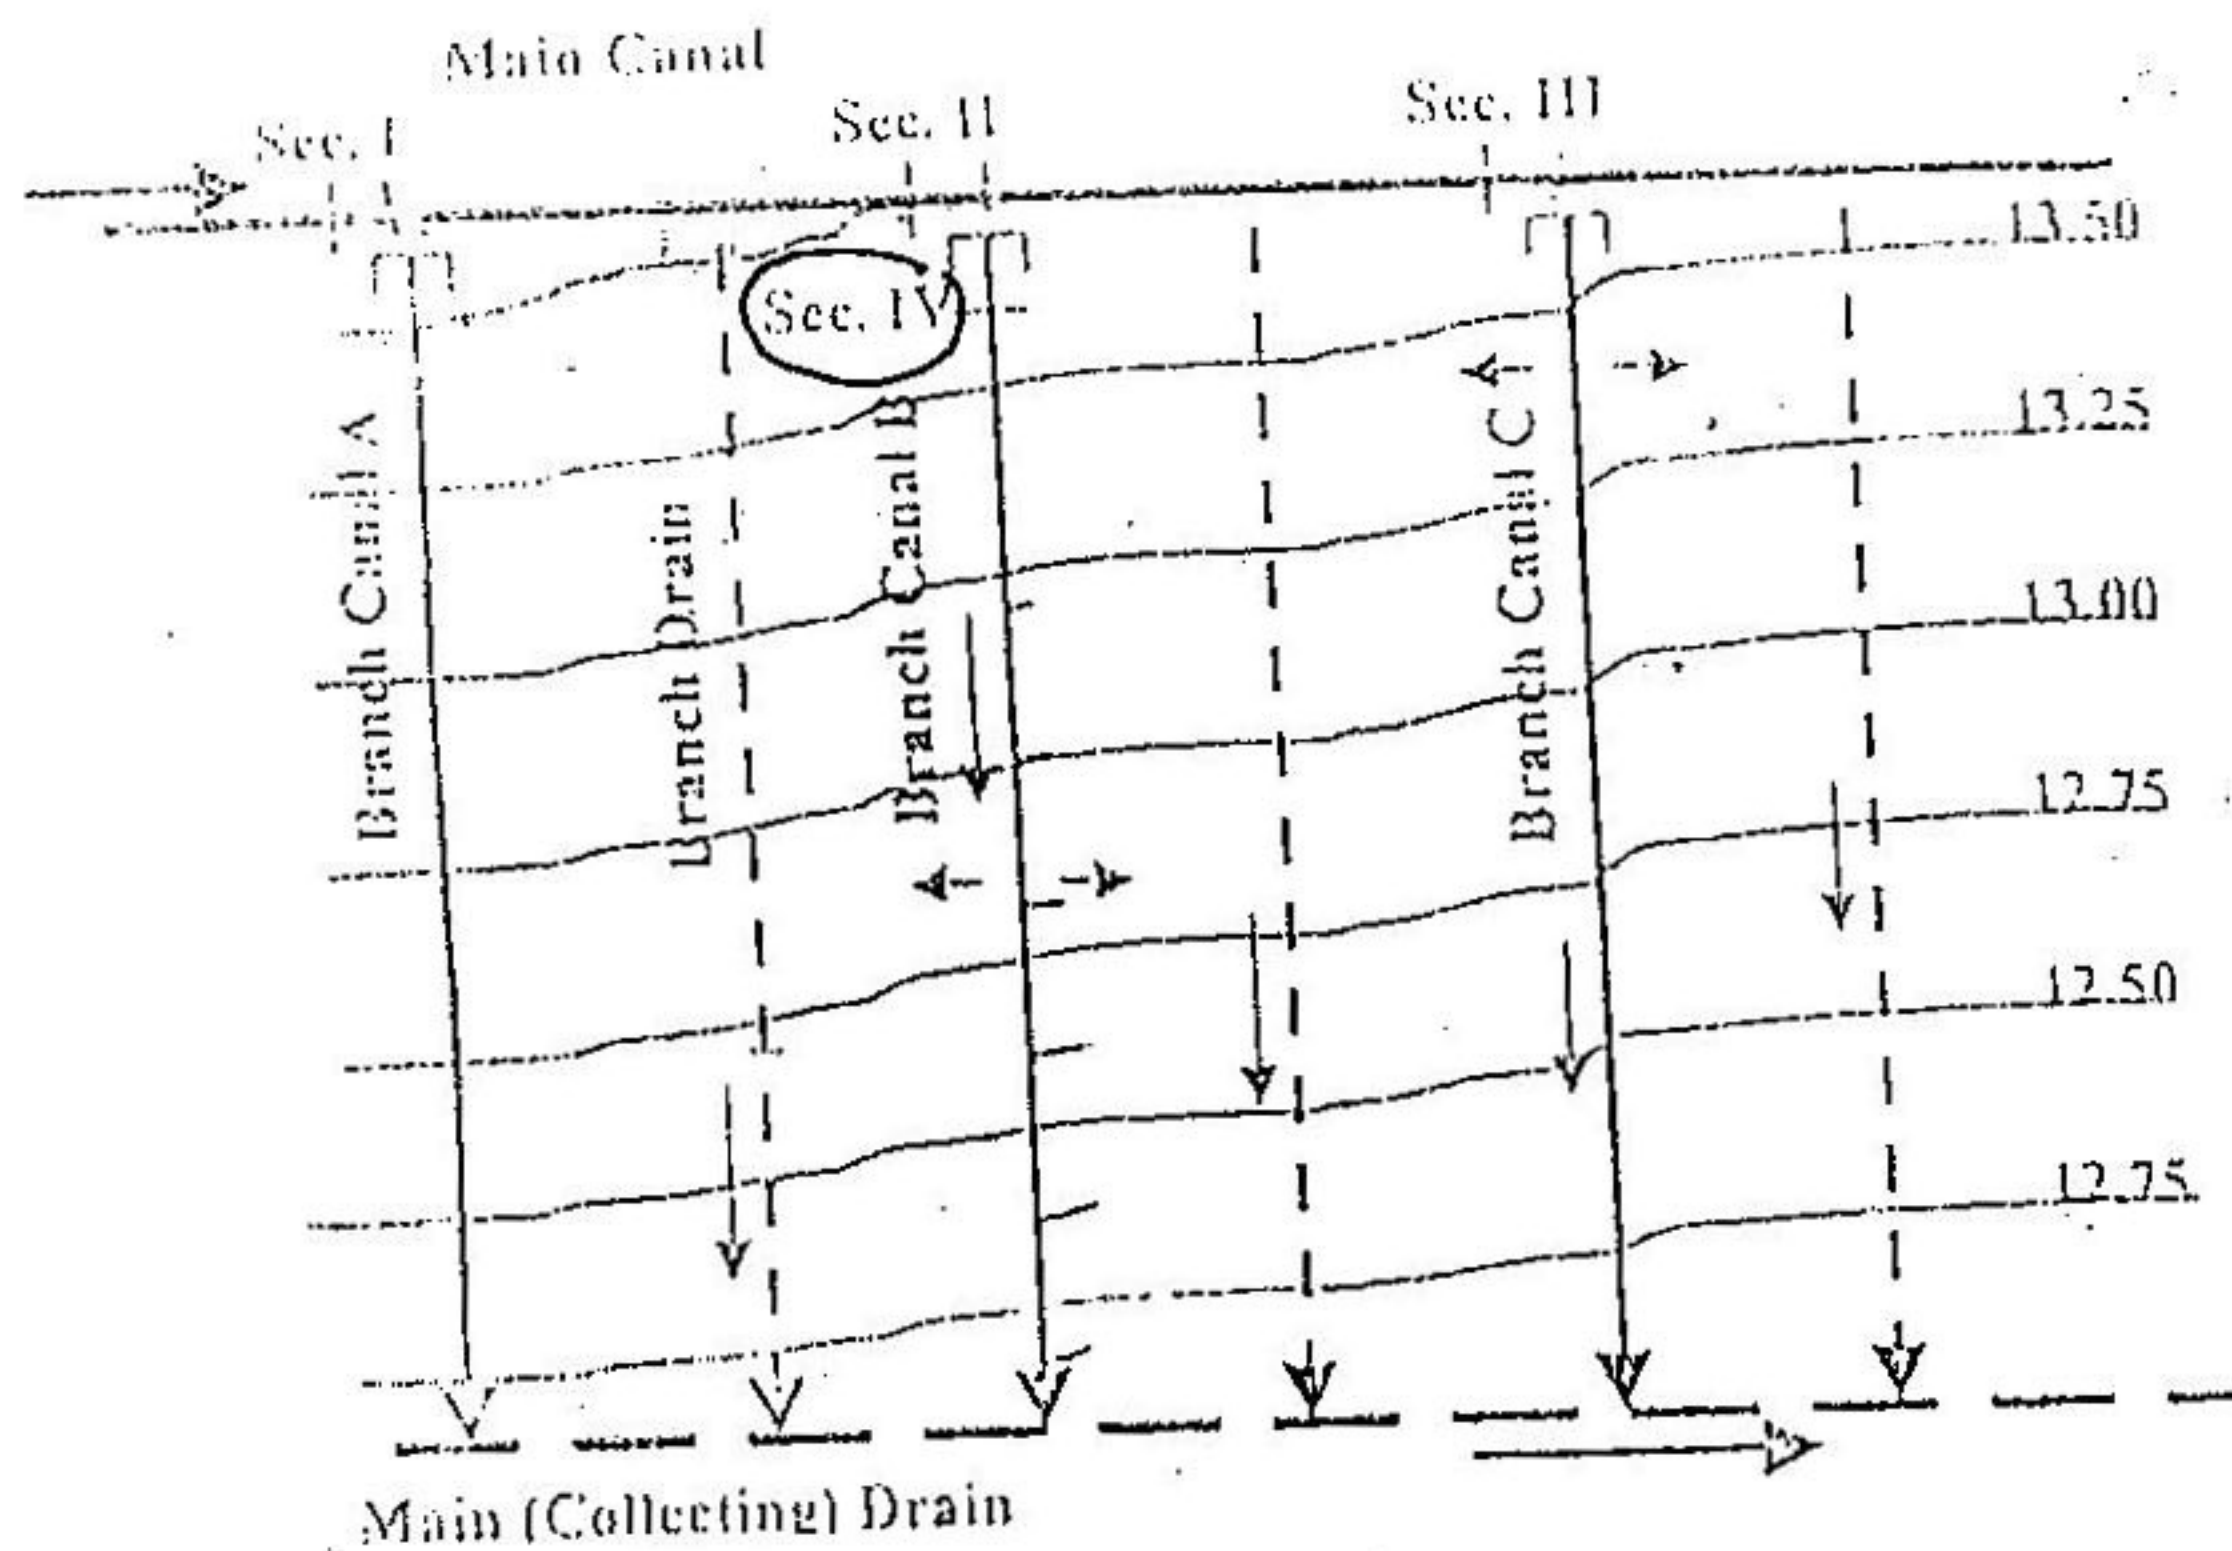 Main Canal
Sec. I
Sec. II
Sec. III
13.50
Sec. IV
13.25
Branch Canal A
Branch Drain
Branch Canal B
Branch Canal C
13.00
12.75
12.50
12.75
Main (Collecting) Drain